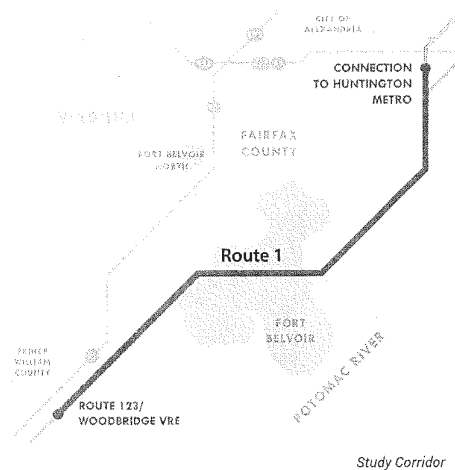 CITY OF
ALEXANDRIA
CONNECTION
TO HUNTINGTON
METRO
VIRGINIA
FAIRFAX
COUNTY
FORT BELVOIR
NORTH
Route 1
FORT
BELVOIR
POTOMAC RIVER
PRINCE
WILLIAM
COUNTY
ROUTE 123/
WOODBRIDGE VRE
Study Corridor